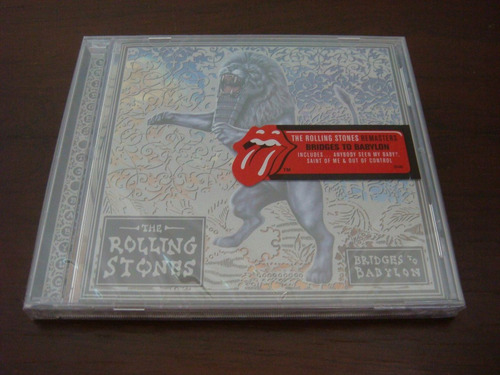 THE ROLLING STONES REMASTERS
BRIDGES TO BABYLON
INCLUDES ANYBODY SEEN MY BABY?,
SAINT OF ME & OUT OF CONTROL
THE
ROLLING
STONES
BRIDGES TO
BABYLON